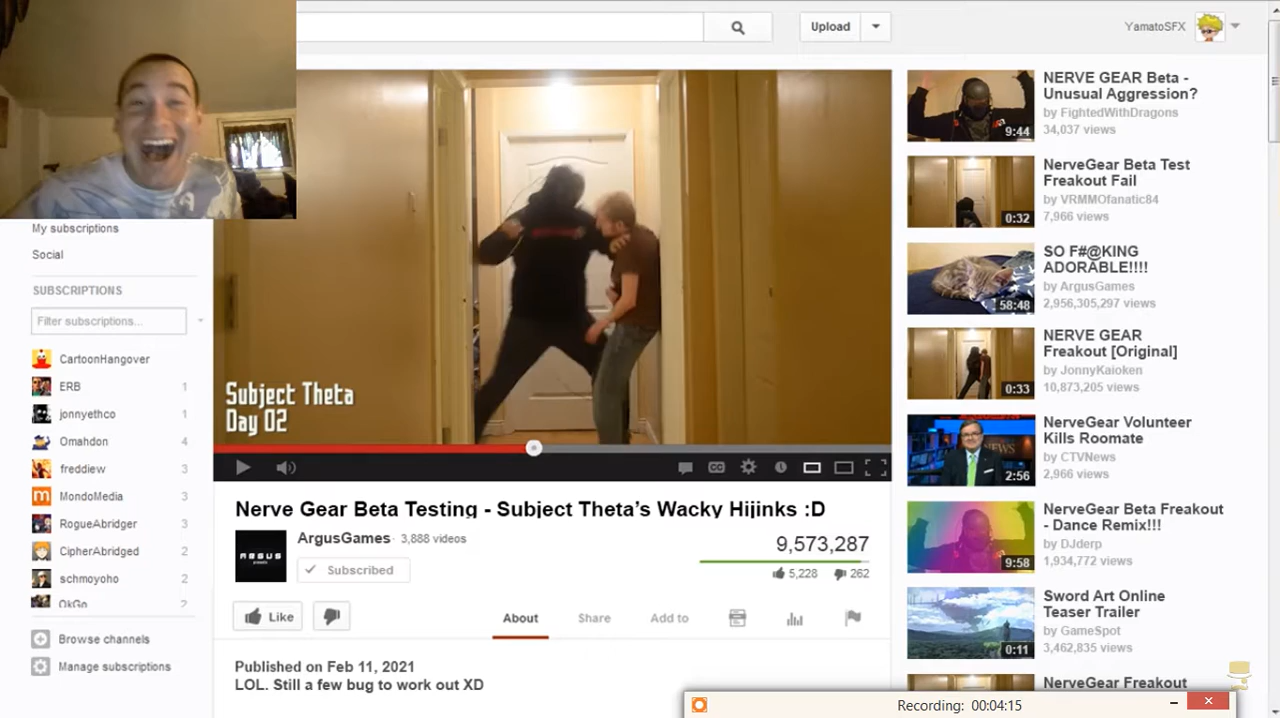 Upload
YamatoSFX
My subscriptions
Social
SUBSCRIPTIONS
Filter subscriptions...
CartoonHangover
ERB 1
jonnyethco 1
Omahdon 4
freddiew 3
MondoMedia 3
RogueAbridger 3
CipherAbridged 2
schmoyoho 2
OkGo 2
Browse channels
Manage subscriptions
Subject Theta
Day 02
CC
Nerve Gear Beta Testing - Subject Theta's Wacky Hijinks :D
ARGUS
ArgusGames · 3,888 videos
Subscribed
9,573,287
5,228 262
Like
About Share Add to
Published on Feb 11, 2021
LOL. Still a few bug to work out XD
9:44
NERVE GEAR Beta -
Unusual Aggression?
by FightedWithDragons
34,037 views
0:32
NerveGear Beta Test
Freakout Fail
by VRMMOfanatic84
7,966 views
58:48
SO F#@KING
ADORABLE!!!!
by ArgusGames
2,956,305,297 views
0:33
NERVE GEAR
Freakout [Original]
by JonnyKaioken
10,873,205 views
2:56
NerveGear Volunteer
Kills Roomate
by CTVNews
2,966 views
9:58
NerveGear Beta Freakout
- Dance Remix!!!
by DJderp
1,934,772 views
0:11
Sword Art Online
Teaser Trailer
by GameSpot
3,462,835 views
NerveGear Freakout
Recording: 00:04:15